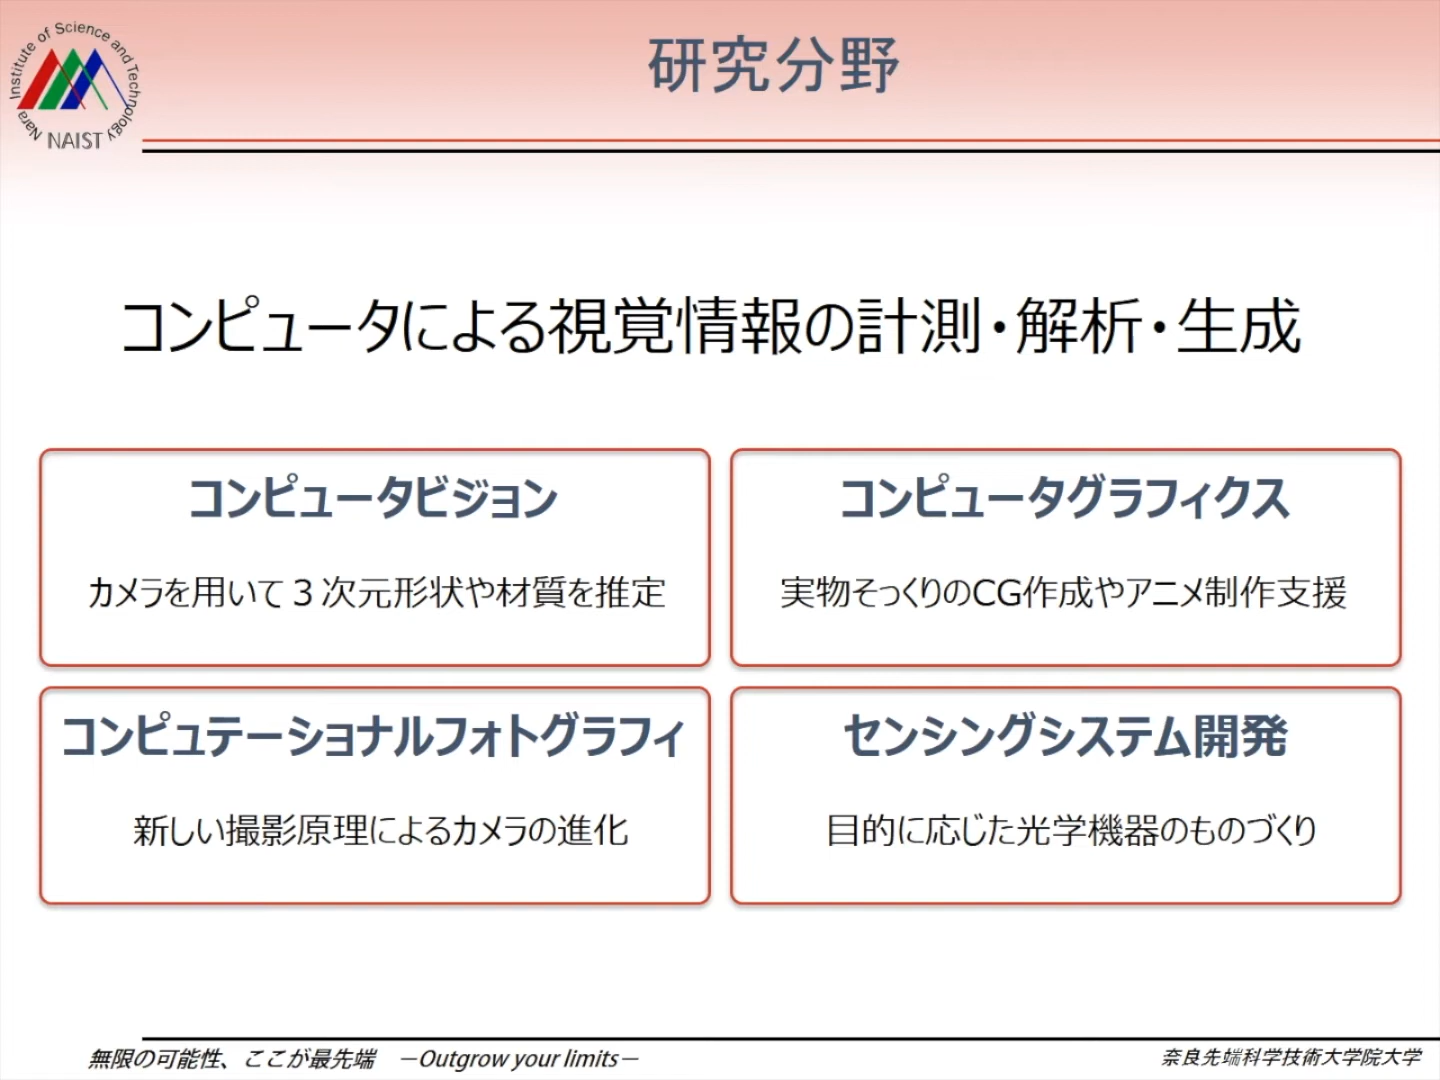 Nara Institute of Science and Technology
NAIST
研究分野
コンピュータによる視覚情報の計測・解析・生成
コンピュータビジョン
カメラを用いて３次元形状や材質を推定
コンピュータグラフィクス
実物そっくりのCG作成やアニメ制作支援
コンピュテーショナルフォトグラフィ
新しい撮影原理によるカメラの進化
センシングシステム開発
目的に応じた光学機器のものづくり
無限の可能性、ここが最先端 －Outgrow your limits－
奈良先端科学技術大学院大学